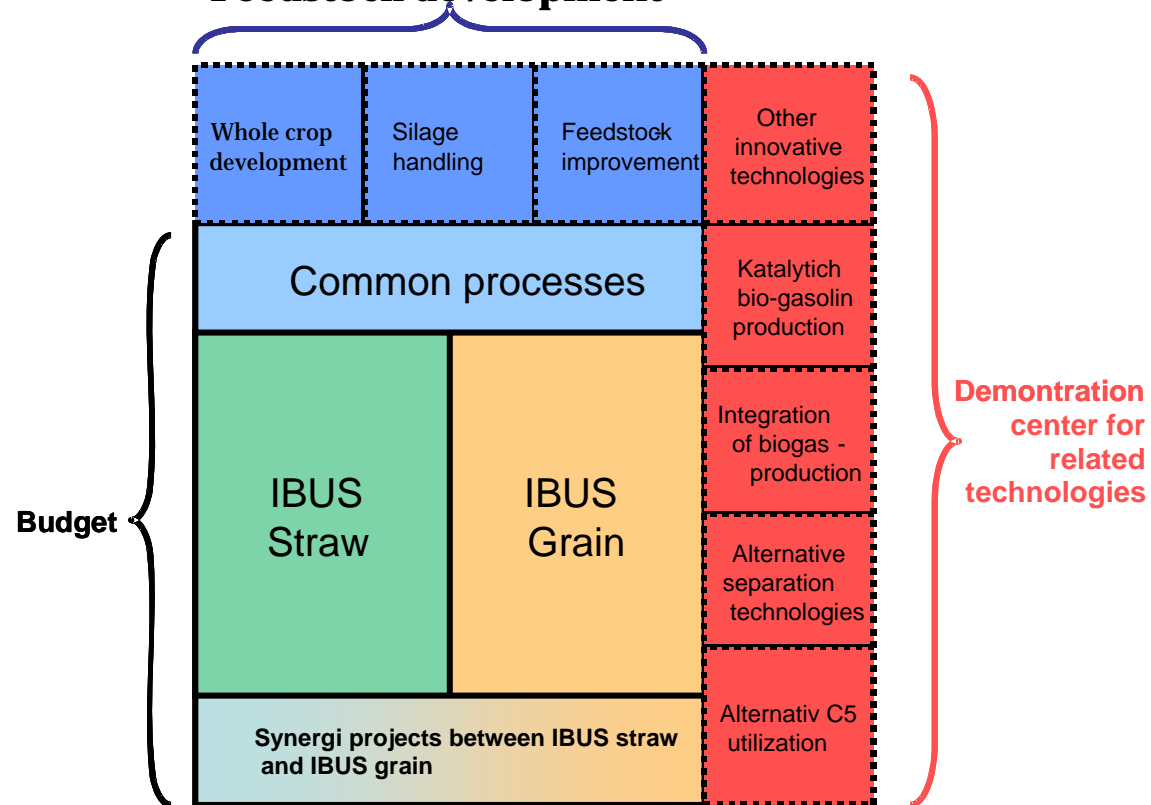 Feedstock development
Whole crop
development
Silage
handling
Feedstock
improvement
Other
innovative
technologies
Common processes
Katalytich
bio-gasolin
production
Budget
IBUS
Straw
IBUS
Grain
Integration
of biogas -
production
Alternative
separation
technologies
Alternativ C5
utilization
Synergi projects between IBUS straw
and IBUS grain
Demontration
center for
related
technologies